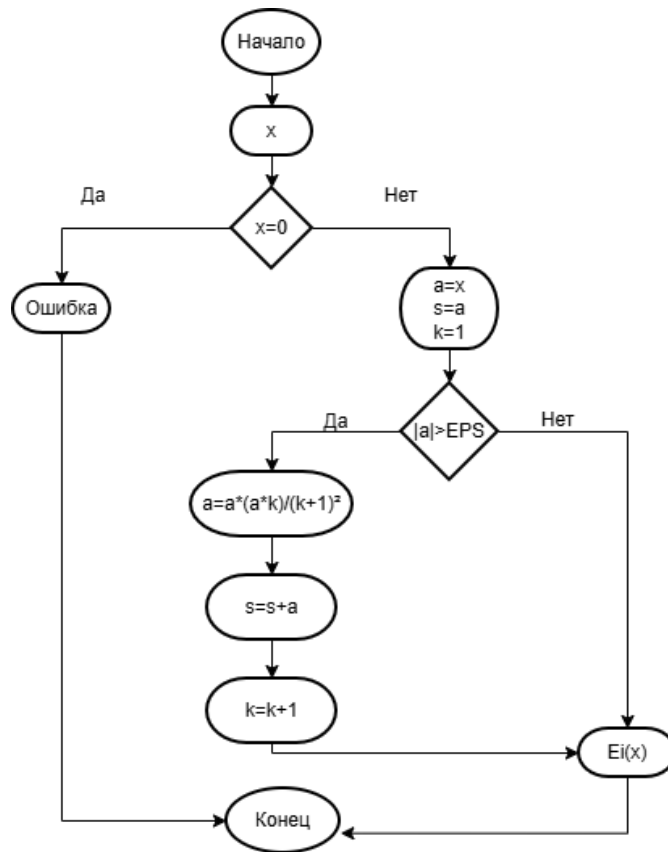 Начало
x
Да
Нет
x=0
Ошибка
a=x
s=a
k=1
Да
|a|>EPS
Нет
a=a*(a*k)/(k+1)²
s=s+a
k=k+1
Ei(x)
Конец